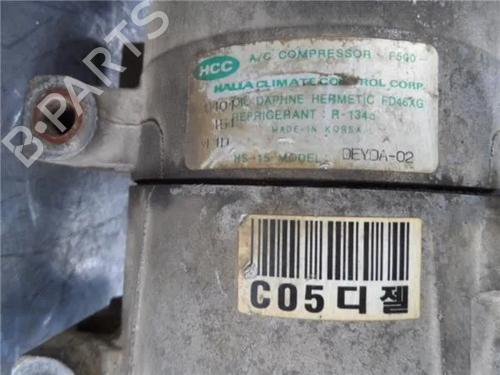 HCC A/C COMPRESSOR - F500 -
HALLA CLIMATE CONTROL CORP.
OIL DAPHNE HERMETIC FD46XG
REFRIGERANT : R-134a
MADE-IN KOREA
HS-15 MODEL: DEYDA-02
C05디젤
B-Parts